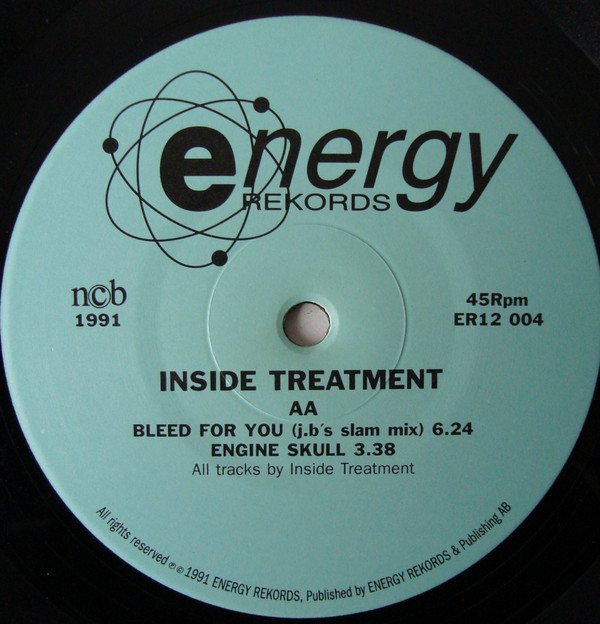 energy
REKORDS
ncb
1991
45Rpm
ER12 004
INSIDE TREATMENT
AA
BLEED FOR YOU (j.b´s slam mix) 6.24
ENGINE SKULL 3.38
All tracks by Inside Treatment
All rights reserved ℗ © 1991 ENERGY REKORDS, Published by ENERGY REKORDS & Publishing AB